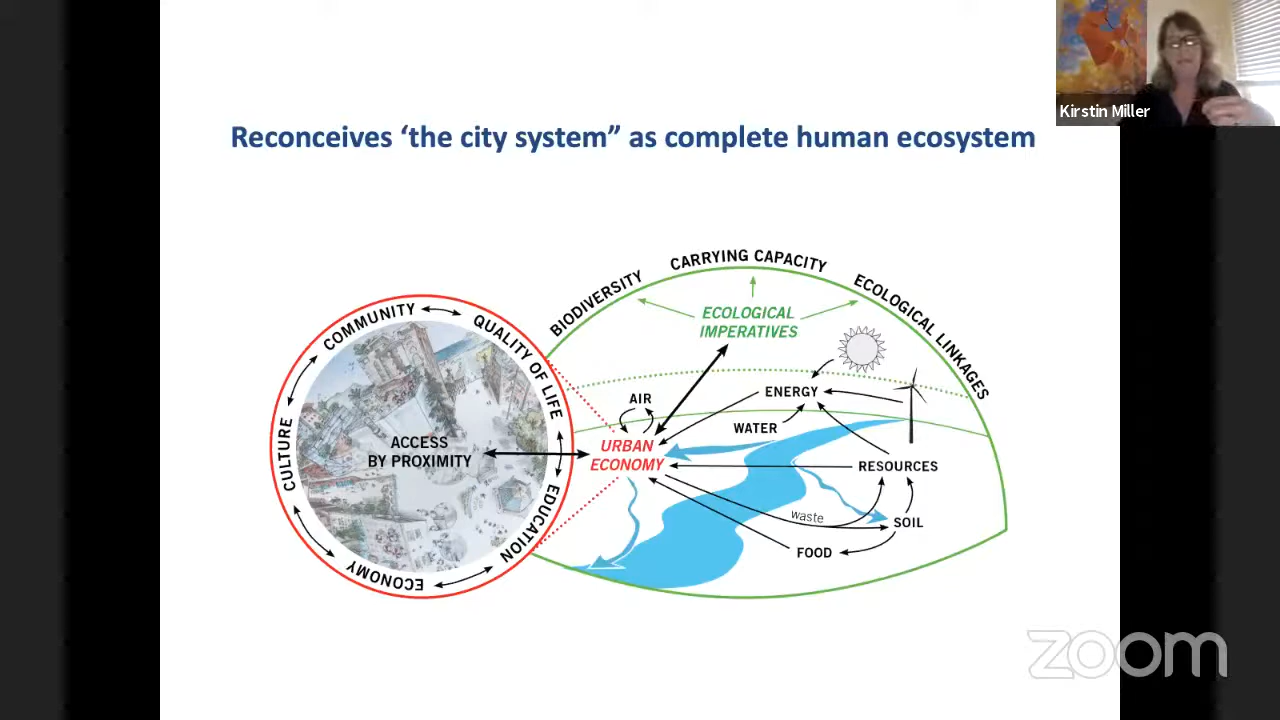 Kirstin Miller
Reconceives ‘the city system” as complete human ecosystem
CARRYING CAPACITY
BIODIVERSITY
ECOLOGICAL LINKAGES
ECOLOGICAL
IMPERATIVES
COMMUNITY
QUALITY OF LIFE
EDUCATION
ECONOMY
CULTURE
ACCESS
BY PROXIMITY
AIR
ENERGY
WATER
URBAN
ECONOMY
RESOURCES
waste
SOIL
FOOD
zoom